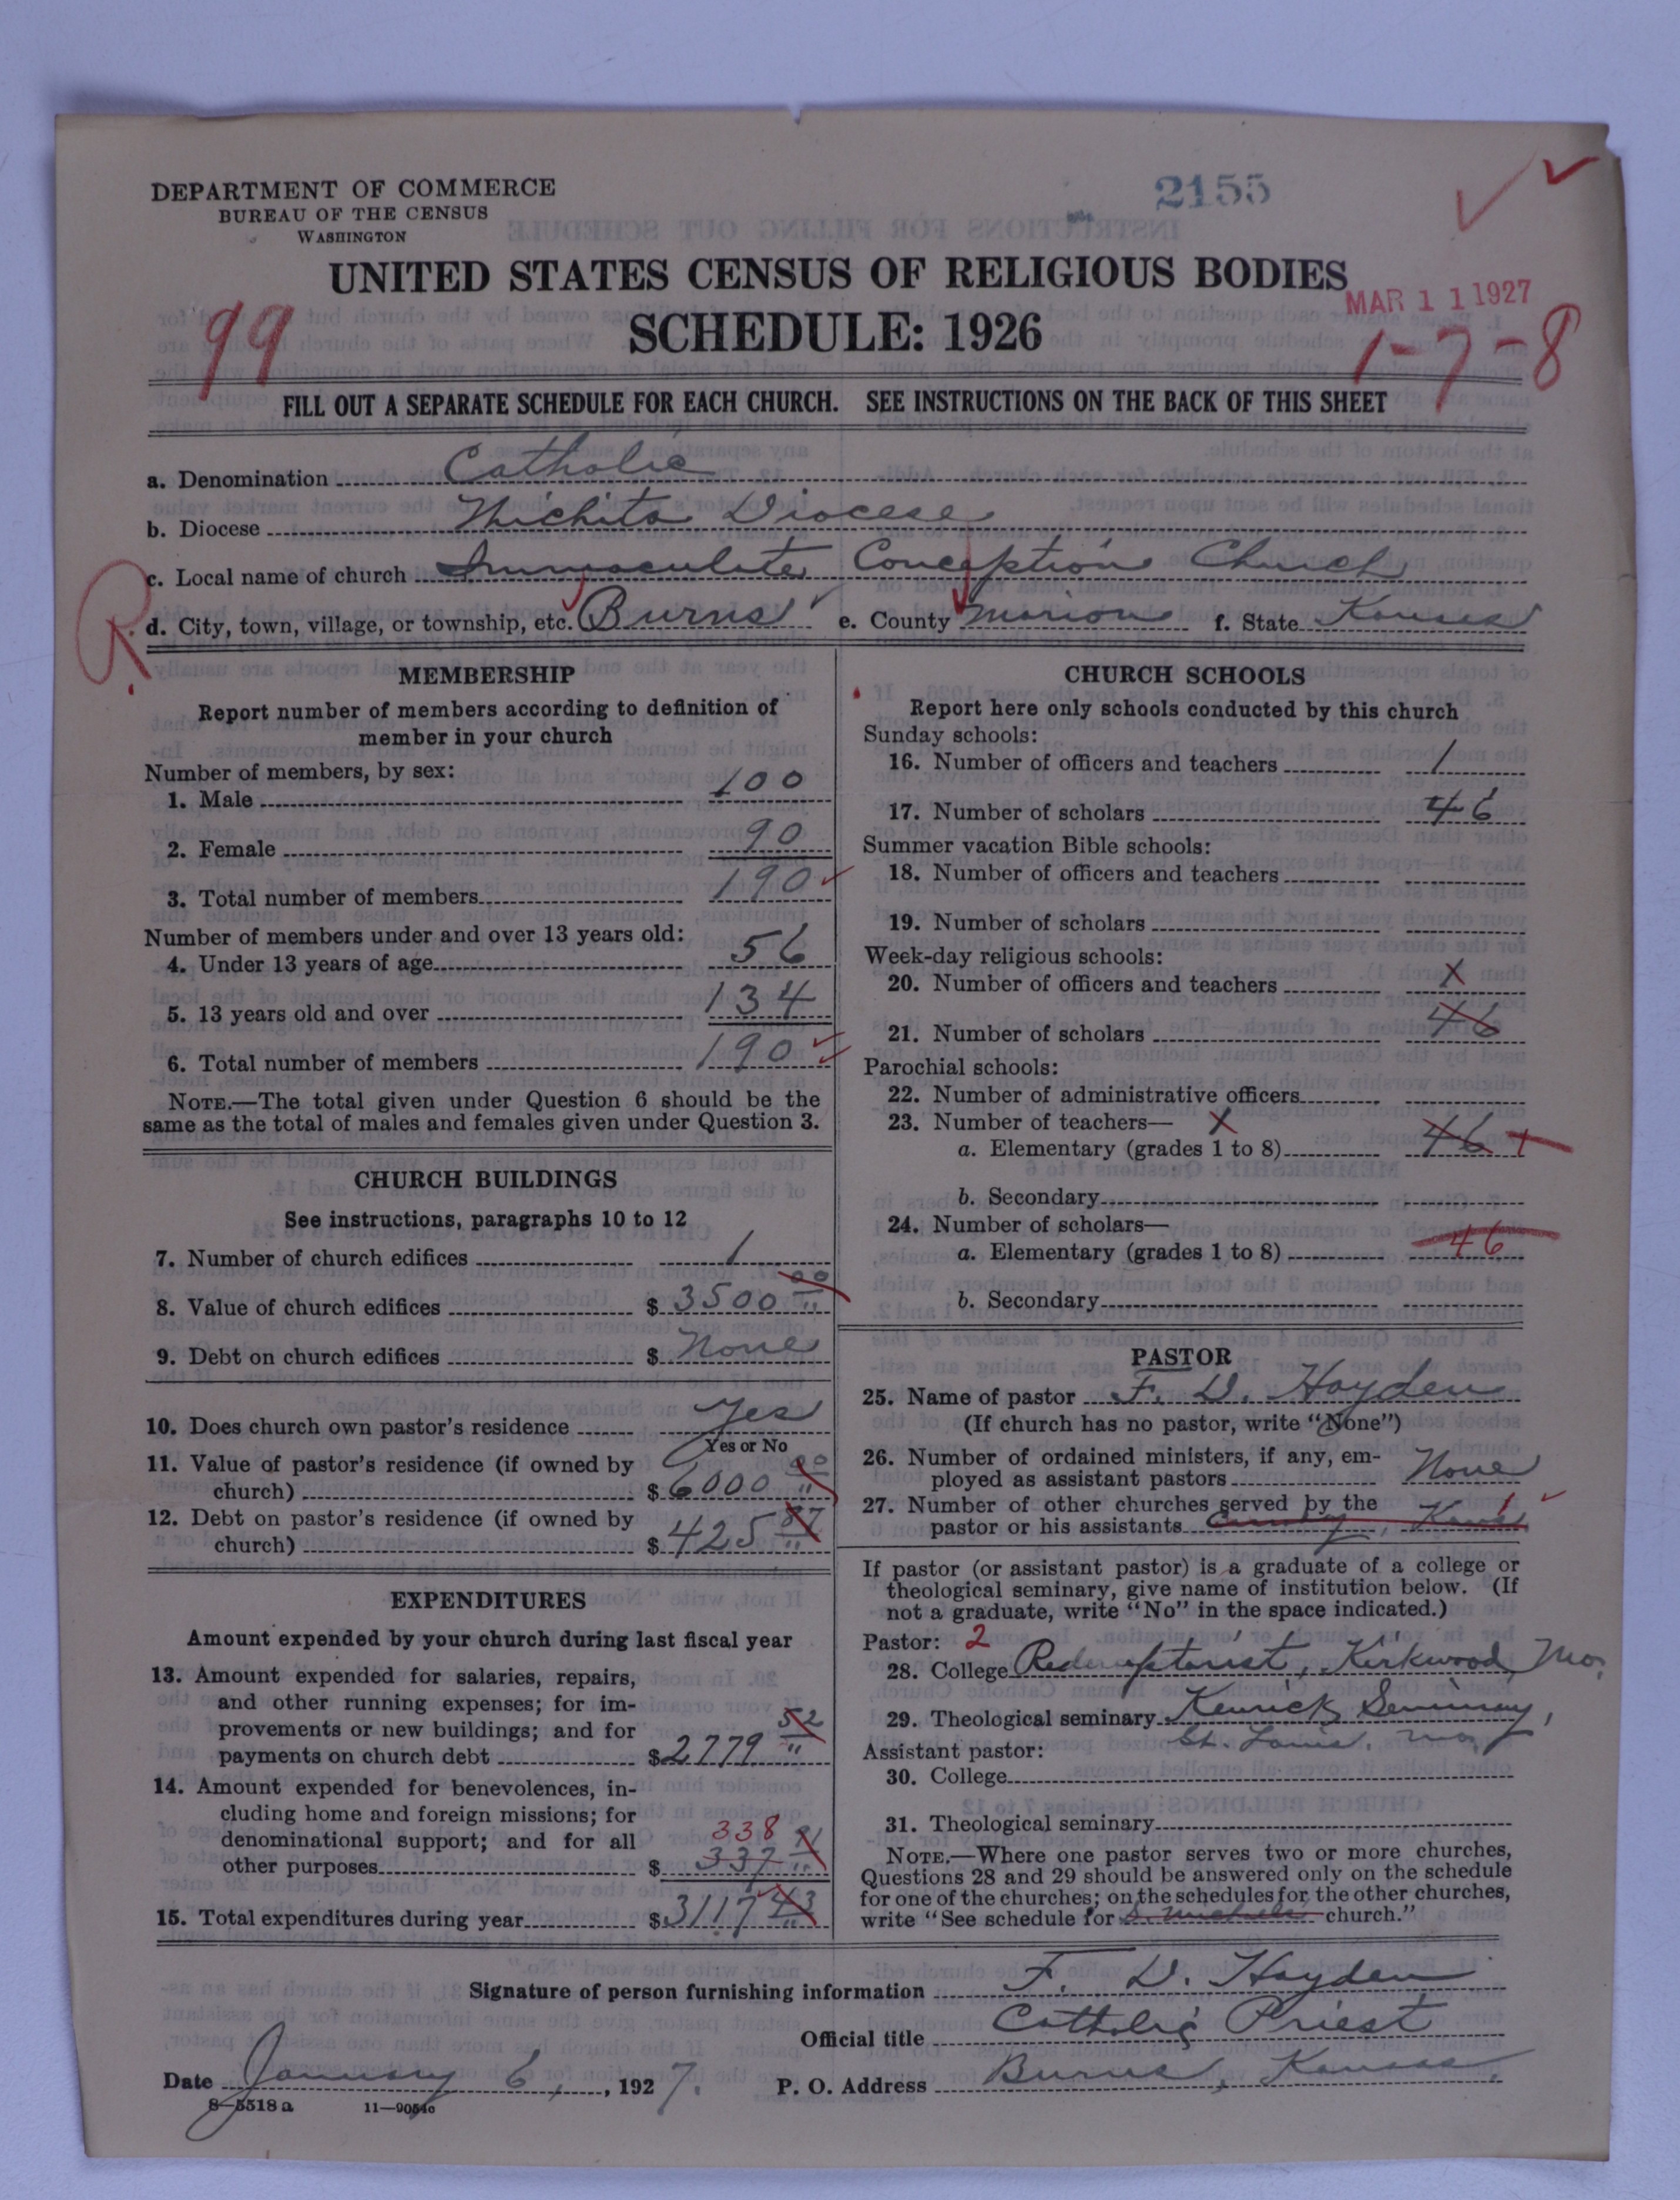 DEPARTMENT OF COMMERCE
BUREAU OF THE CENSUS
WASHINGTON
2155
UNITED STATES CENSUS OF RELIGIOUS BODIES
SCHEDULE: 1926
MAR 11 1927
99
1-7-8
FILL OUT A SEPARATE SCHEDULE FOR EACH CHURCH. SEE INSTRUCTIONS ON THE BACK OF THIS SHEET
a. Denomination Catholic
b. Diocese Wichita Diocese
c. Local name of church Immaculate Conception Church
R. d. City, town, village, or township, etc. Burns e. County Marion f. State Kansas
MEMBERSHIP
Report number of members according to definition of
member in your church
Number of members, by sex:
1. Male 100
2. Female 90
3. Total number of members 190
Number of members under and over 13 years old:
4. Under 13 years of age 56
5. 13 years old and over 134
6. Total number of members 190
NOTE.—The total given under Question 6 should be the
same as the total of males and females given under Question 3.
CHURCH BUILDINGS
See instructions, paragraphs 10 to 12
7. Number of church edifices 1
8. Value of church edifices $ 3500 00
9. Debt on church edifices $ None
10. Does church own pastor's residence Yes
Yes or No
11. Value of pastor's residence (if owned by
church) $ 6000 00
12. Debt on pastor's residence (if owned by
church) $ 425 87
EXPENDITURES
Amount expended by your church during last fiscal year
13. Amount expended for salaries, repairs,
and other running expenses; for im-
provements or new buildings; and for
payments on church debt $ 2779 52
14. Amount expended for benevolences, in-
cluding home and foreign missions; for
denominational support; and for all 338
other purposes $ 337 91
15. Total expenditures during year $ 3117 43
CHURCH SCHOOLS
Report here only schools conducted by this church
Sunday schools:
16. Number of officers and teachers 1
17. Number of scholars 46
Summer vacation Bible schools:
18. Number of officers and teachers
19. Number of scholars
Week-day religious schools:
20. Number of officers and teachers
21. Number of scholars 46
Parochial schools:
22. Number of administrative officers
23. Number of teachers—
a. Elementary (grades 1 to 8) 46
b. Secondary
24. Number of scholars—
a. Elementary (grades 1 to 8) 46
b. Secondary
PASTOR
25. Name of pastor F. D. Hayden
(If church has no pastor, write "None")
26. Number of ordained ministers, if any, em-
ployed as assistant pastors None
27. Number of other churches served by the 1
pastor or his assistants
If pastor (or assistant pastor) is a graduate of a college or
theological seminary, give name of institution below. (If
not a graduate, write "No" in the space indicated.)
Pastor: 2
28. College Redemptorist, Kirkwood, Mo.
29. Theological seminary Kenrick Seminary,
St. Louis, Mo.
Assistant pastor:
30. College
31. Theological seminary
NOTE.—Where one pastor serves two or more churches,
Questions 28 and 29 should be answered only on the schedule
for one of the churches; on the schedules for the other churches,
write "See schedule for church."
Signature of person furnishing information F. D. Hayden
Official title Catholic Priest
Date January 6, 1927. P. O. Address Burns, Kansas.
8—5518 a 11—9054c